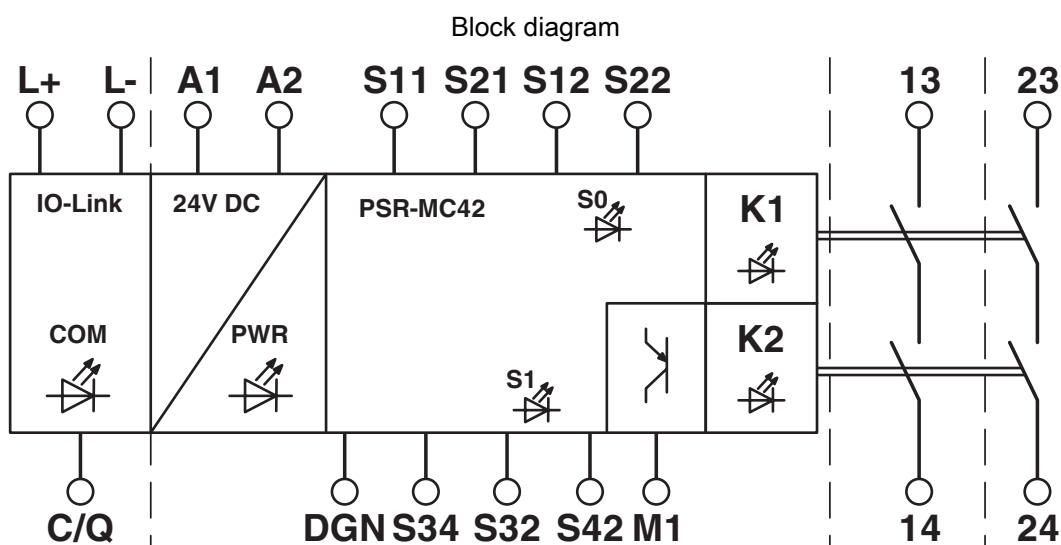 Block diagram
L+ L- A1 A2 S11 S21 S12 S22 13 23
IO-Link 24V DC PSR-MC42 S0 K1
COM PWR S1 K2
C/Q DGN S34 S32 S42 M1 14 24